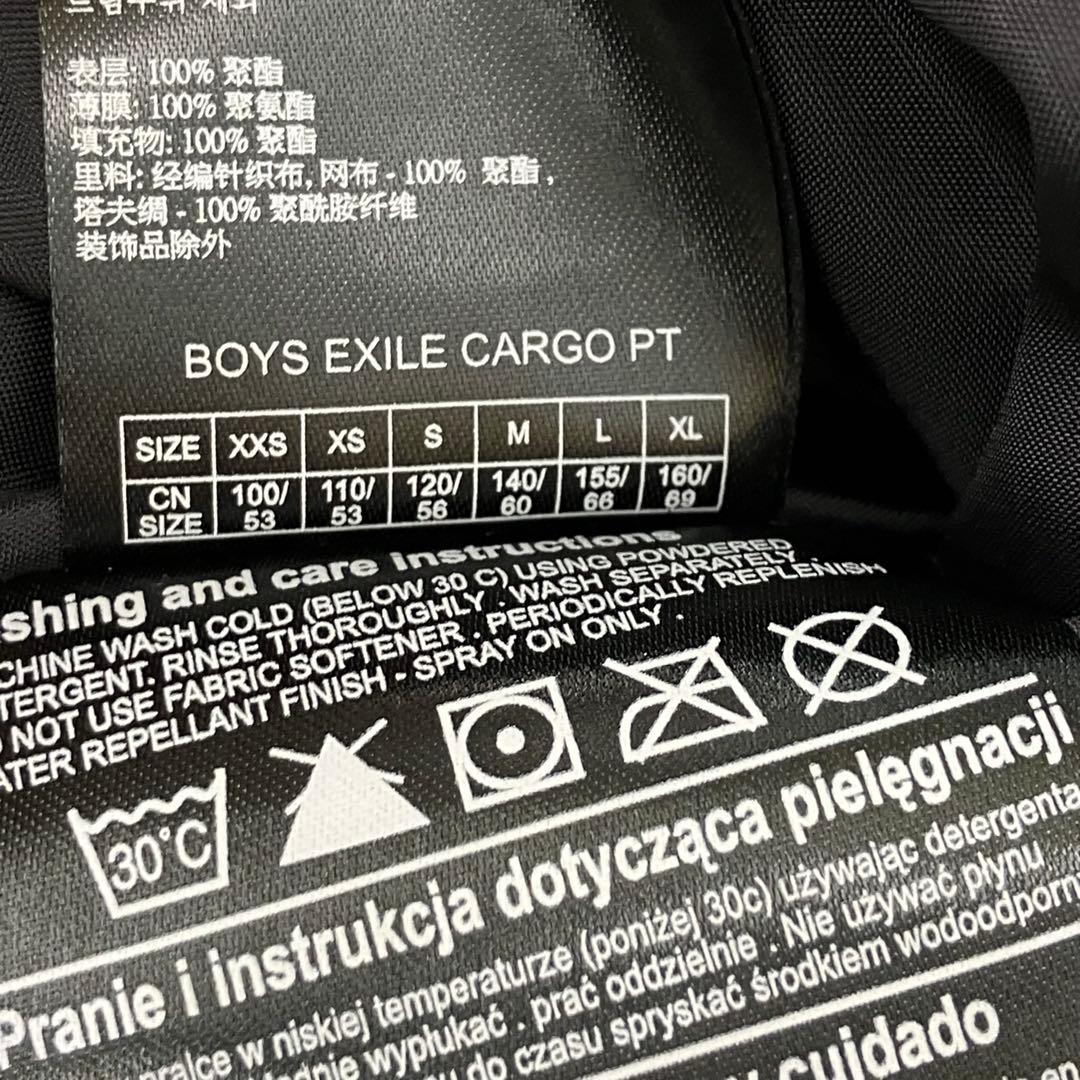 表层: 100% 聚酯
薄膜: 100% 聚氨酯
填充物: 100% 聚酯
里料: 经编针织布, 网布 - 100% 聚酯,
塔夫绸 - 100% 聚酰胺纤维
装饰品除外
BOYS EXILE CARGO PT
SIZE XXS XS S M L XL
CN SIZE 100/53 110/53 120/56 140/60 155/66 160/69
shing and care instructions
CHINE WASH COLD (BELOW 30 C) USING POWDERED
TERGENT. RINSE THOROUGHLY . WASH SEPARATELY .
NOT USE FABRIC SOFTENER . PERIODICALLY REPLENISH
ATER REPELLANT FINISH - SPRAY ON ONLY .
30°C
Pranie i instrukcja dotycząca pielęgnacji
pralce w niskiej temperaturze (poniżej 30c) używając detergenta
wypłukać . prać oddzielnie . Nie używać płynu
do czasu spryskać środkiem wodoodporn
y cuidado